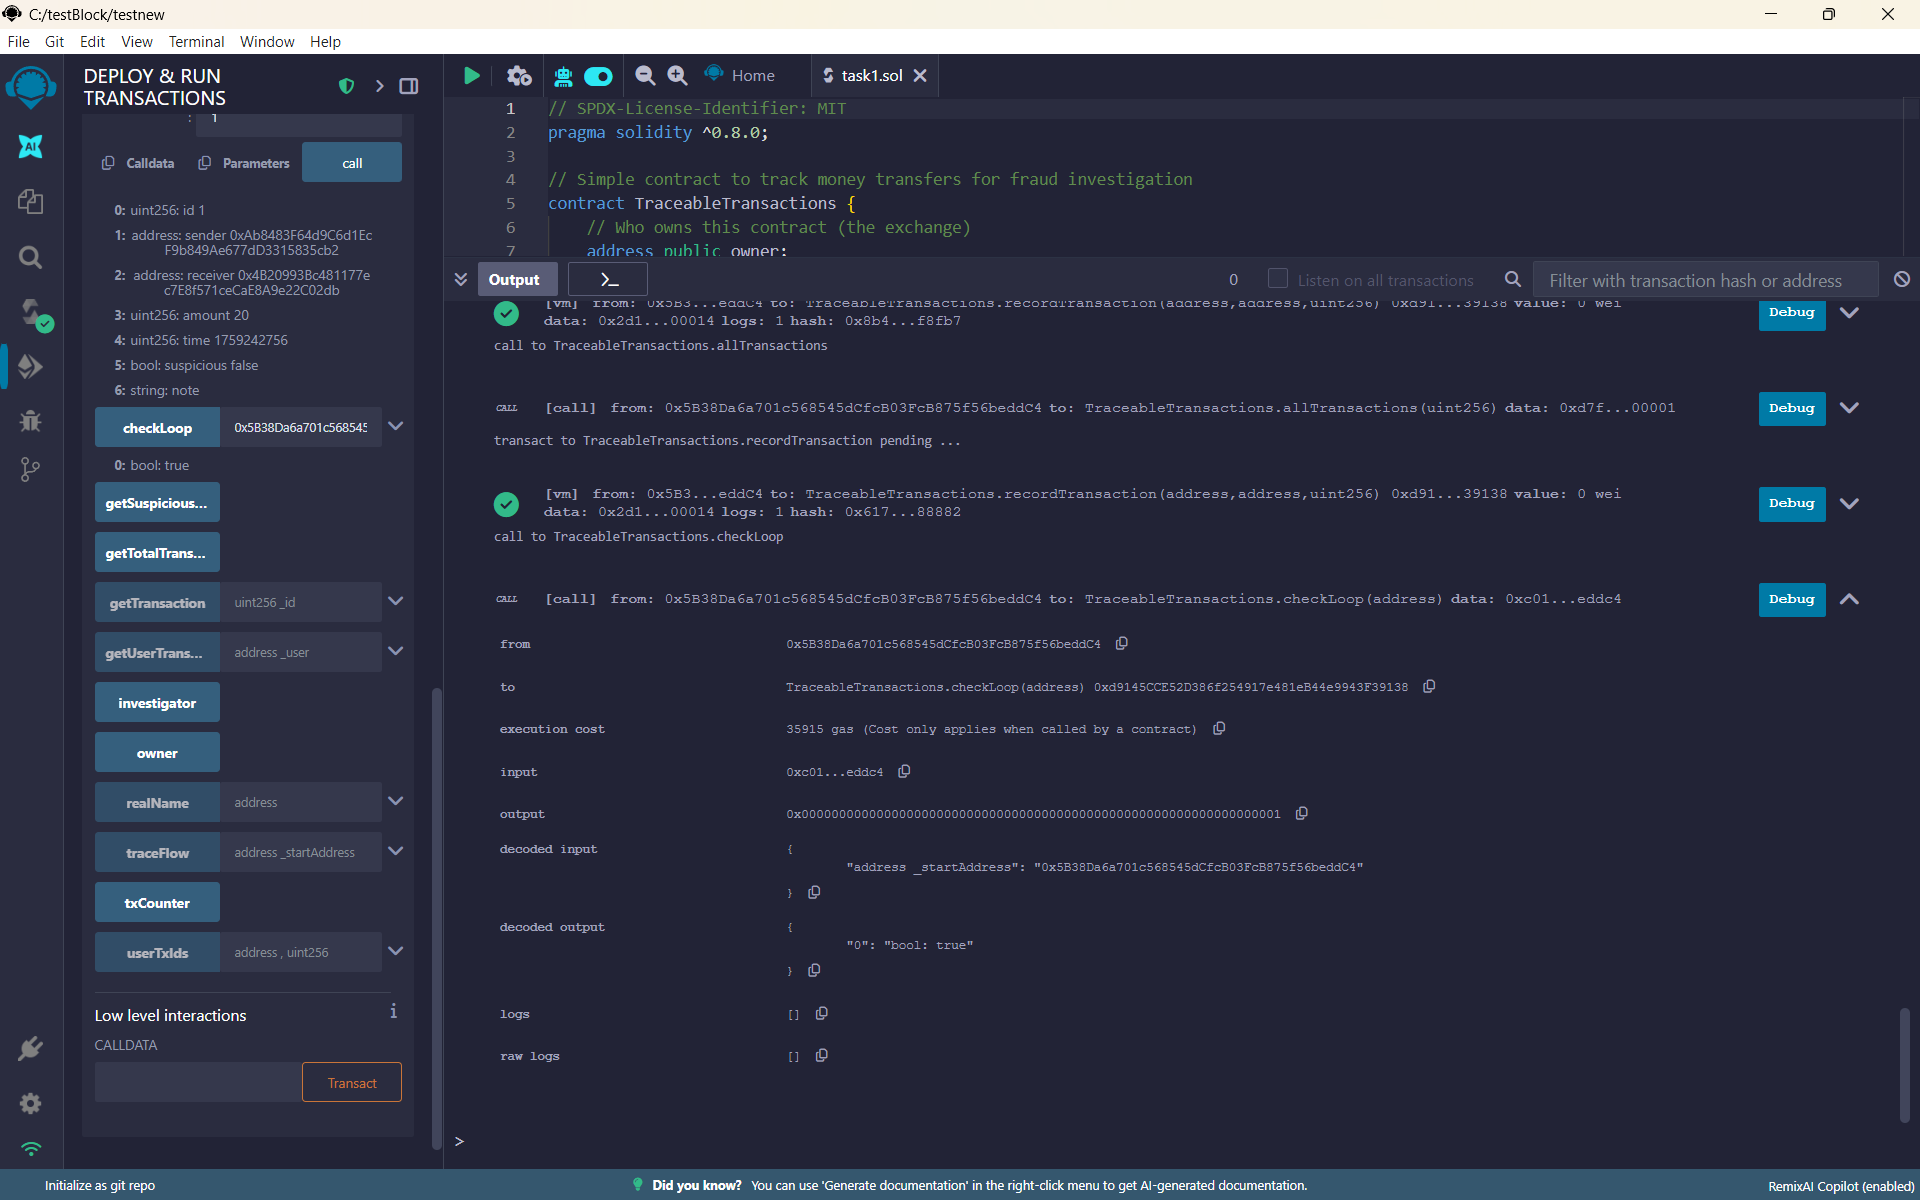 C:/testBlock/testnew
File Git Edit View Terminal Window Help
DEPLOY & RUN
TRANSACTIONS
: 1
Calldata Parameters call
0: uint256: id 1
1: address: sender 0xAb8483F64d9C6d1Ec
F9b849Ae677dD3315835cb2
2: address: receiver 0x4B20993Bc481177e
c7E8f571ceCaE8A9e22C02db
3: uint256: amount 20
4: uint256: time 1759242756
5: bool: suspicious false
6: string: note
checkLoop 0x5B38Da6a701c568545
0: bool: true
getSuspicious...
getTotalTrans...
getTransaction uint256 _id
getUserTrans... address _user
investigator
owner
realName address
traceFlow address _startAddress
txCounter
userTxIds address , uint256
Low level interactions i
CALLDATA
Transact
AI
Home task1.sol
1 // SPDX-License-Identifier: MIT
2 pragma solidity ^0.8.0;
3
4 // Simple contract to track money transfers for fraud investigation
5 contract TraceableTransactions {
6 // Who owns this contract (the exchange)
7 address public owner;
Output >_ 0 Listen on all transactions Filter with transaction hash or address
[vm] from: 0x5B3...eddC4 to: TraceableTransactions.recordTransaction(address,address,uint256) 0xd91...39138 value: 0 wei
data: 0x2d1...00014 logs: 1 hash: 0x8b4...f8fb7
Debug
call to TraceableTransactions.allTransactions
CALL [call] from: 0x5B38Da6a701c568545dCfcB03FcB875f56beddC4 to: TraceableTransactions.allTransactions(uint256) data: 0xd7f...00001 Debug
transact to TraceableTransactions.recordTransaction pending ...
[vm] from: 0x5B3...eddC4 to: TraceableTransactions.recordTransaction(address,address,uint256) 0xd91...39138 value: 0 wei
data: 0x2d1...00014 logs: 1 hash: 0x617...88882
Debug
call to TraceableTransactions.checkLoop
CALL [call] from: 0x5B38Da6a701c568545dCfcB03FcB875f56beddC4 to: TraceableTransactions.checkLoop(address) data: 0xc01...eddc4 Debug
from 0x5B38Da6a701c568545dCfcB03FcB875f56beddC4
to TraceableTransactions.checkLoop(address) 0xd9145CCE52D386f254917e481eB44e9943F39138
execution cost 35915 gas (Cost only applies when called by a contract)
input 0xc01...eddc4
output 0x0000000000000000000000000000000000000000000000000000000000000001
decoded input {
"address _startAddress": "0x5B38Da6a701c568545dCfcB03FcB875f56beddC4"
}
decoded output {
"0": "bool: true"
}
logs []
raw logs []
>
Initialize as git repo Did you know? You can use 'Generate documentation' in the right-click menu to get AI-generated documentation. RemixAI Copilot (enabled)